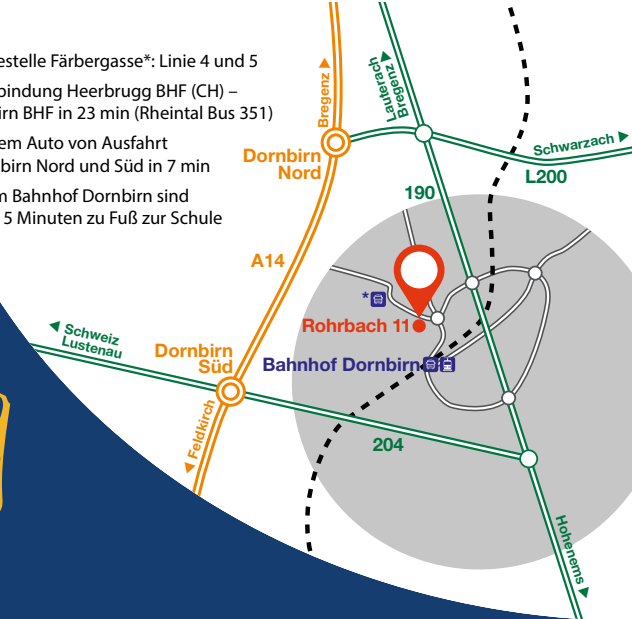 estelle Färbergasse*: Linie 4 und 5
bindung Heerbrugg BHF (CH) –
irn BHF in 23 min (Rheintal Bus 351)
em Auto von Ausfahrt
birn Nord und Süd in 7 min
m Bahnhof Dornbirn sind
5 Minuten zu Fuß zur Schule
Bregenz
Lauterach
Bregenz
Schwarzach
L200
Dornbirn
Nord
190
A14
*
Rohrbach 11
Schweiz
Lustenau
Dornbirn
Süd
Bahnhof Dornbirn
Feldkirch
204
Hohenems